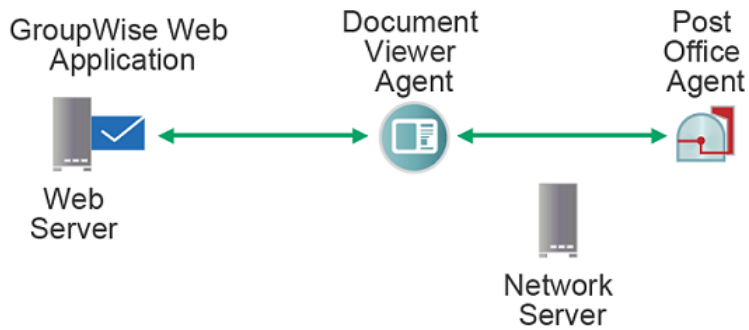 GroupWise Web
Application
Document
Viewer
Agent
Post
Office
Agent
Web
Server
Network
Server